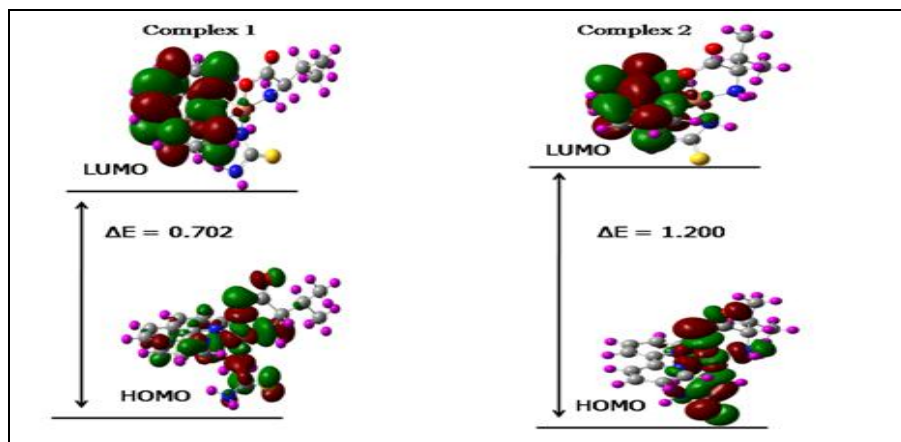 Complex 1
LUMO
ΔE = 0.702
HOMO
Complex 2
LUMO
ΔE = 1.200
HOMO